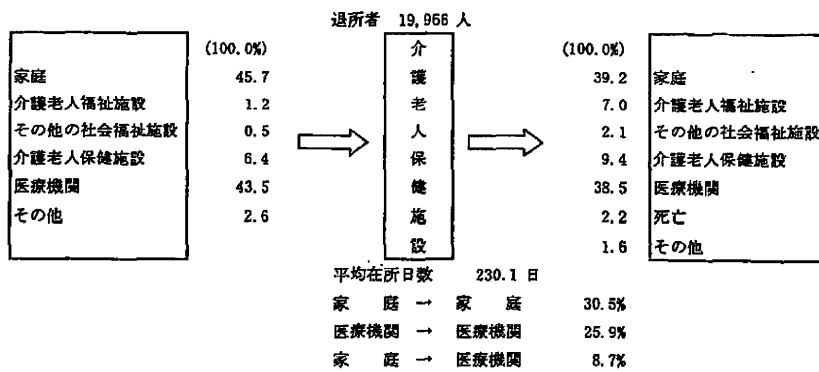 退所者 19,966 人
(100.0%)
家庭 45.7
介護老人福祉施設 1.2
その他の社会福祉施設 0.5
介護老人保健施設 6.4
医療機関 43.5
その他 2.6
介護老人保健施設
(100.0%)
39.2 家庭
7.0 介護老人福祉施設
2.1 その他の社会福祉施設
9.4 介護老人保健施設
38.5 医療機関
2.2 死亡
1.6 その他
平均在所日数 230.1 日
家庭 → 家庭 30.5%
医療機関 → 医療機関 25.9%
家庭 → 医療機関 8.7%